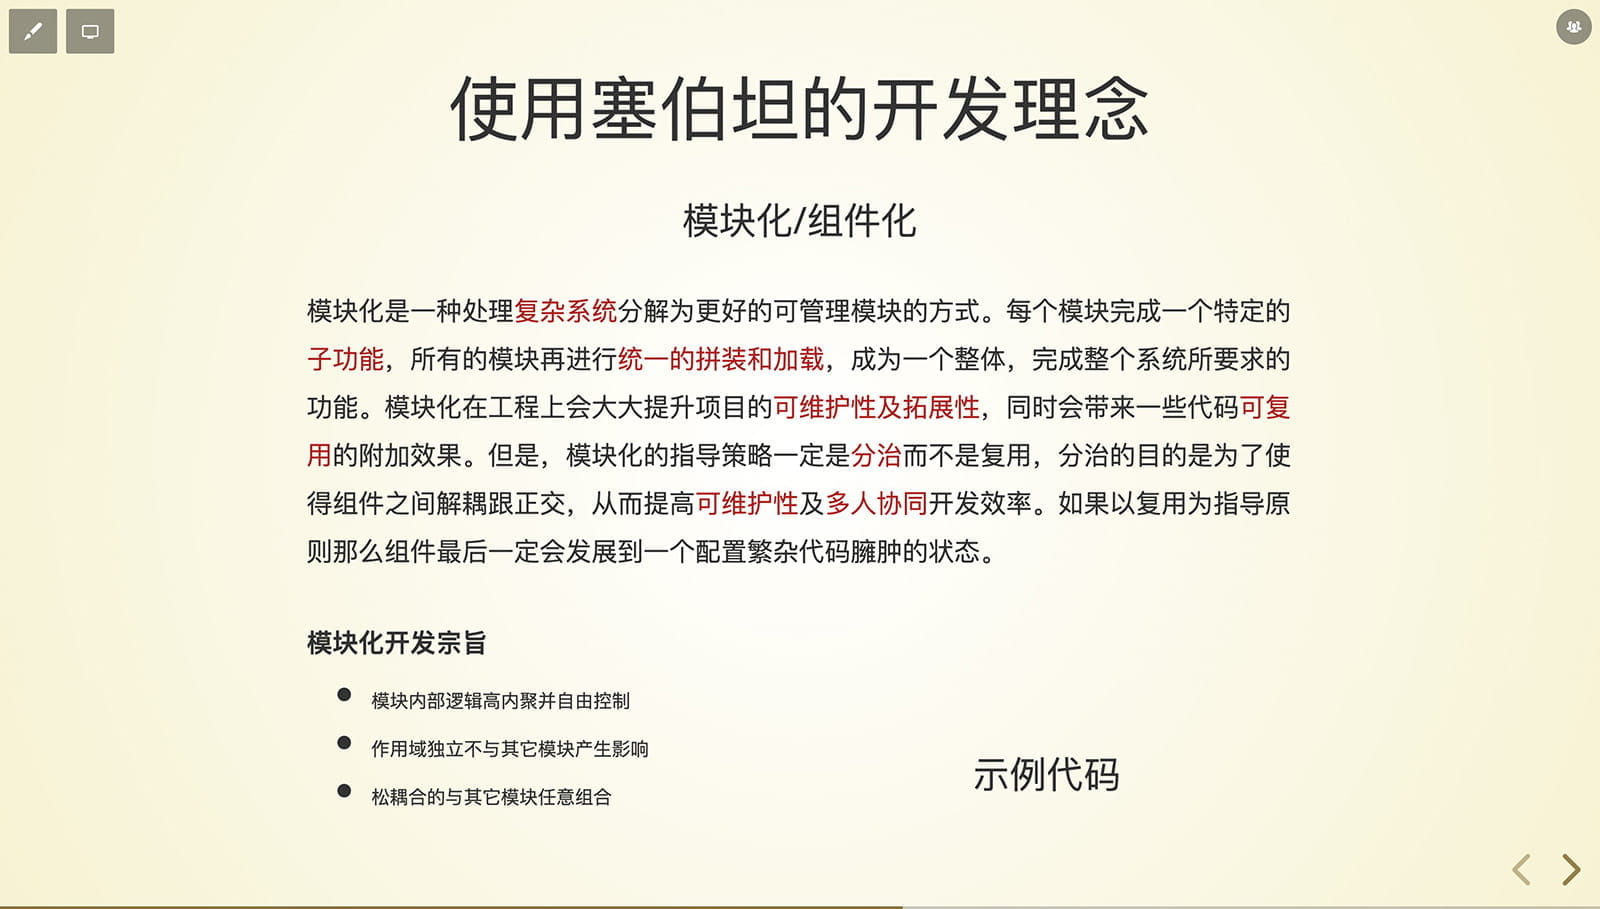 使用塞伯坦的开发理念
模块化/组件化
模块化是一种处理复杂系统分解为更好的可管理模块的方式。每个模块完成一个特定的
子功能，所有的模块再进行统一的拼装和加载，成为一个整体，完成整个系统所要求的
功能。模块化在工程上会大大提升项目的可维护性及拓展性，同时会带来一些代码可复
用的附加效果。但是，模块化的指导策略一定是分治而不是复用，分治的目的是为了使
得组件之间解耦跟正交，从而提高可维护性及多人协同开发效率。如果以复用为指导原
则那么组件最后一定会发展到一个配置繁杂代码臃肿的状态。
模块化开发宗旨
模块内部逻辑高内聚并自由控制
作用域独立不与其它模块产生影响
松耦合的与其它模块任意组合
示例代码